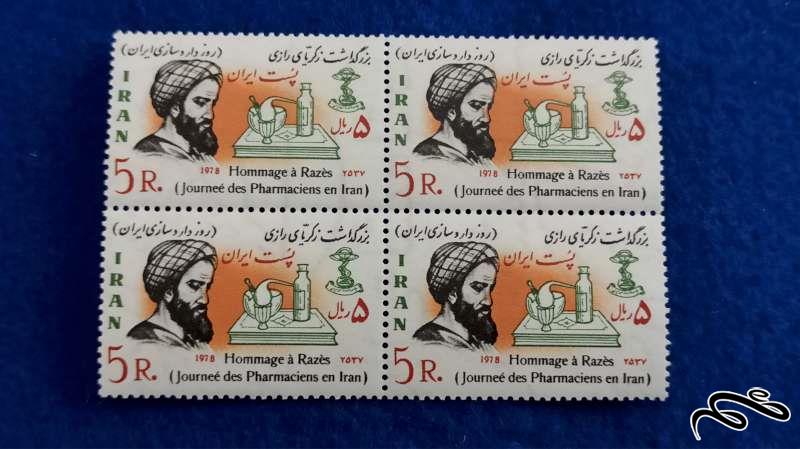 بزرگداشت زکریای رازی (روز داروسازی ایران) بزرگداشت زکریای رازی (روز داروسازی ایران)
IRAN پست ایران IRAN پست ایران
۵ ریال ۵ ریال
5 R. 1978 Hommage à Razès ۲۵۳۷ 5 R. 1978 Hommage à Razès ۲۵۳۷
(Journeé des Pharmaciens en Iran) (Journeé des Pharmaciens en Iran)
بزرگداشت زکریای رازی (روز داروسازی ایران) بزرگداشت زکریای رازی (روز داروسازی ایران)
IRAN پست ایران IRAN پست ایران
۵ ریال ۵ ریال
5 R. 1978 Hommage à Razès ۲۵۳۷ 5 R. 1978 Hommage à Razès ۲۵۳۷
(Journeé des Pharmaciens en Iran) (Journeé des Pharmaciens en Iran)